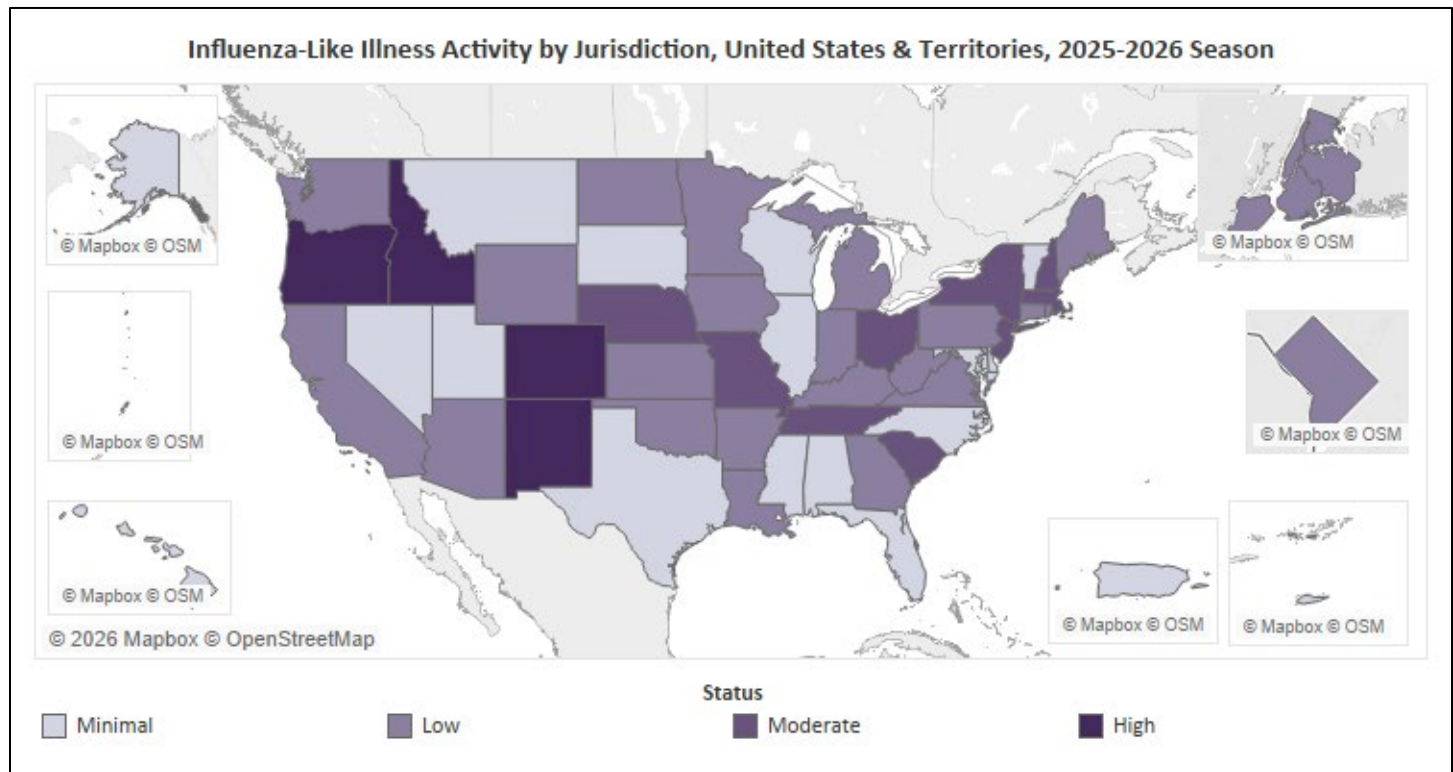 Influenza-Like Illness Activity by Jurisdiction, United States & Territories, 2025-2026 Season
© Mapbox © OSM
© Mapbox © OSM
© Mapbox © OSM
© Mapbox © OSM
© Mapbox © OSM
© Mapbox © OSM
© Mapbox © OSM
© 2026 Mapbox © OpenStreetMap
Status
Minimal
Low
Moderate
High